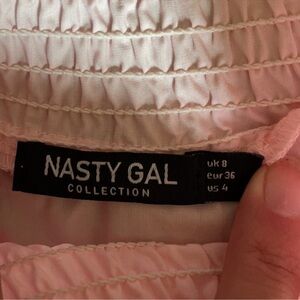 NASTY GAL
COLLECTION
uk 8
eur 36
us 4